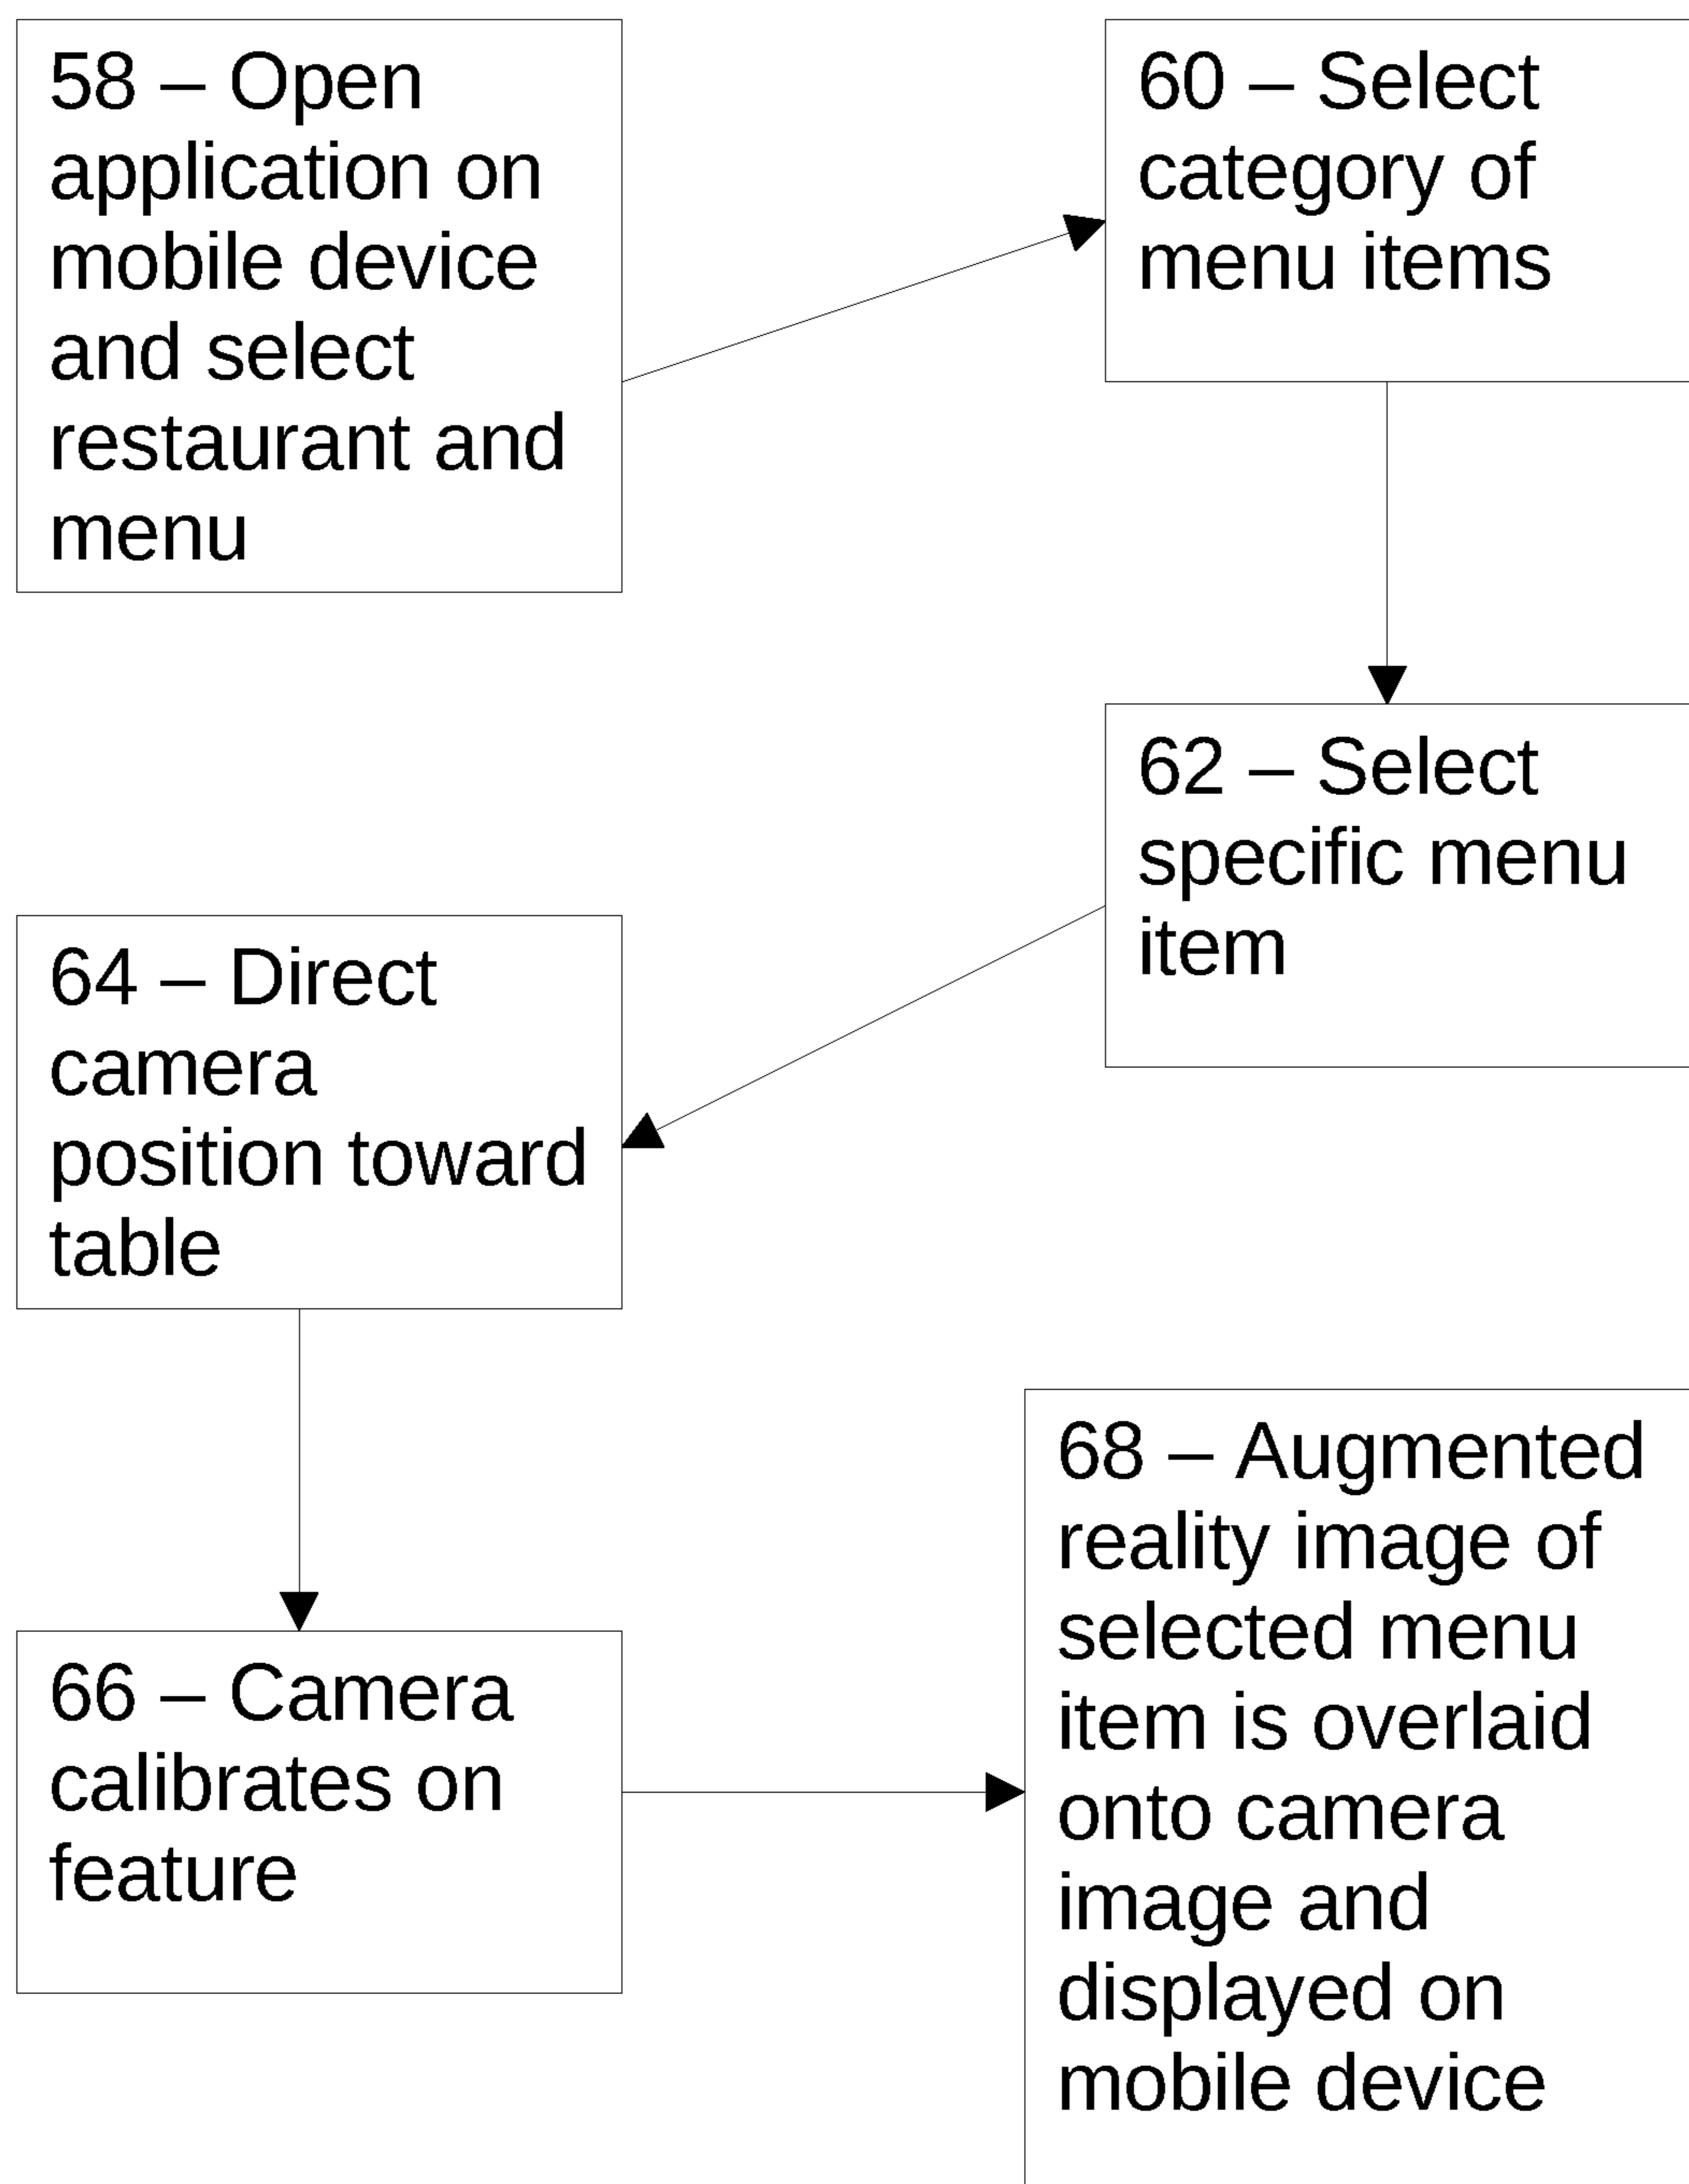 58 – Open
application on
mobile device
and select
restaurant and
menu
60 – Select
category of
menu items
62 – Select
specific menu
item
64 – Direct
camera
position toward
table
66 – Camera
calibrates on
feature
68 – Augmented
reality image of
selected menu
item is overlaid
onto camera
image and
displayed on
mobile device